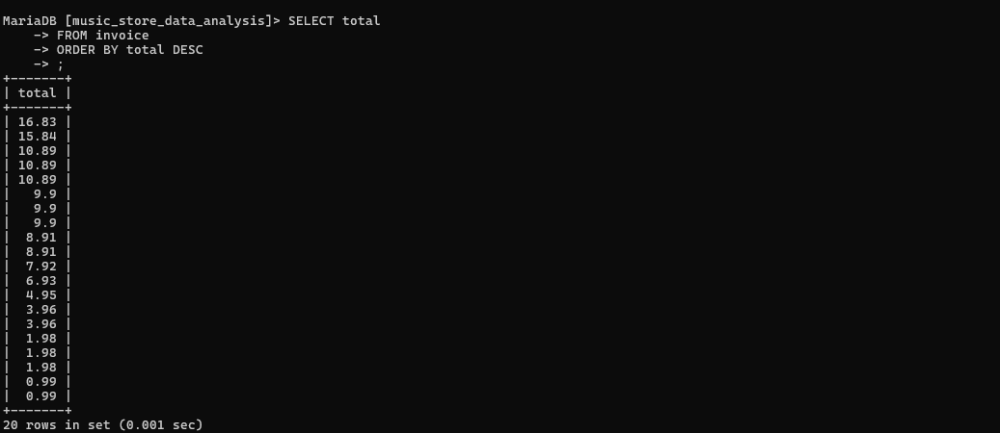 MariaDB [music_store_data_analysis]> SELECT total
    -> FROM invoice
    -> ORDER BY total DESC
    -> ;
+-------+
| total |
+-------+
| 16.83 |
| 15.84 |
| 10.89 |
| 10.89 |
| 10.89 |
|   9.9 |
|   9.9 |
|   9.9 |
|  8.91 |
|  8.91 |
|  7.92 |
|  6.93 |
|  4.95 |
|  3.96 |
|  3.96 |
|  1.98 |
|  1.98 |
|  1.98 |
|  0.99 |
|  0.99 |
+-------+
20 rows in set (0.001 sec)